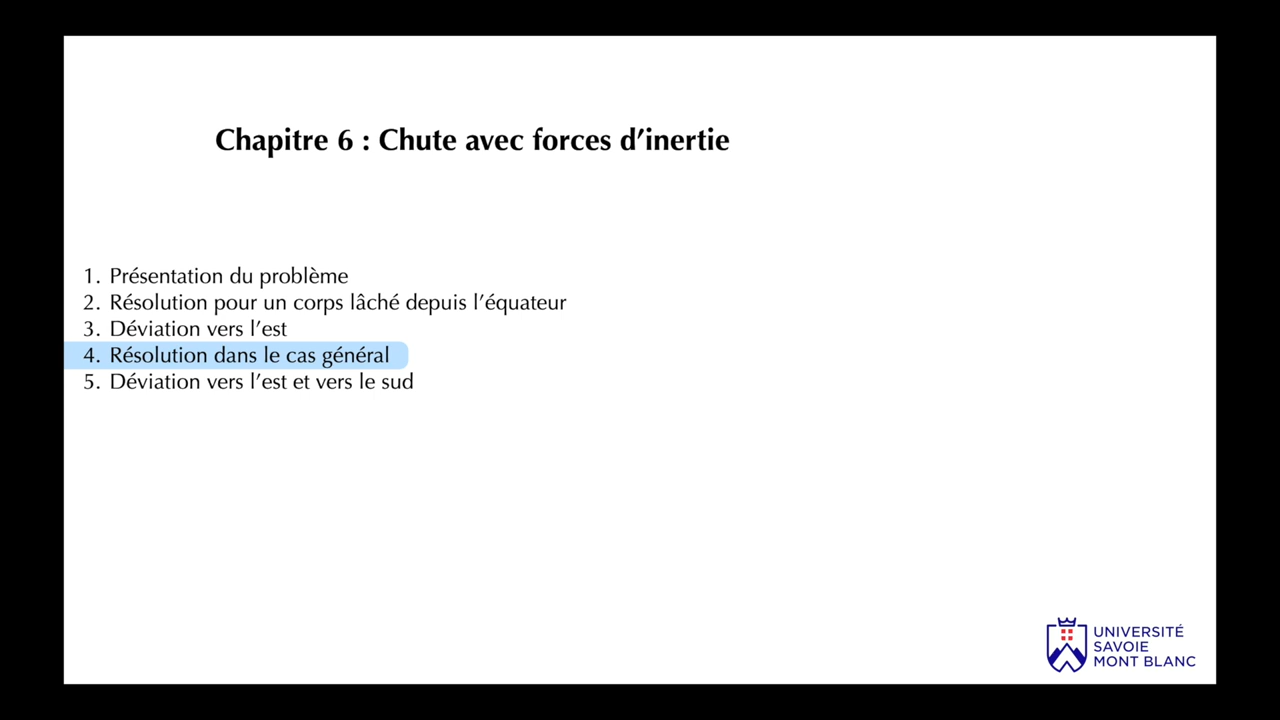 Chapitre 6 : Chute avec forces d’inertie
1. Présentation du problème
2. Résolution pour un corps lâché depuis l’équateur
3. Déviation vers l’est
4. Résolution dans le cas général
5. Déviation vers l’est et vers le sud
UNIVERSITÉ
SAVOIE
MONT BLANC